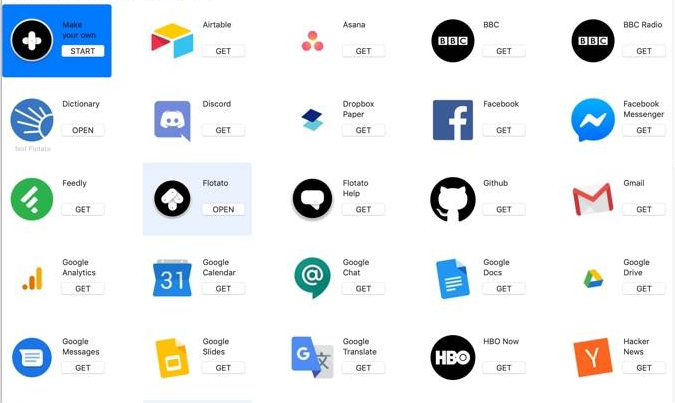 Make
your own
START
Airtable
GET
Asana
GET
BBC
BBC
GET
BBC
BBC Radio
GET
Dictionary
OPEN
Test Flotato
Discord
GET
Dropbox
Paper
GET
Facebook
GET
Facebook
Messenger
GET
Feedly
GET
Flotato
OPEN
Flotato
Help
GET
Github
GET
Gmail
GET
Google
Analytics
GET
31
Google
Calendar
GET
@
Google
Chat
GET
Google
Docs
GET
Google
Drive
GET
Google
Messages
GET
Google
Slides
GET
G 文
Google
Translate
GET
HBO
HBO Now
GET
Y
Hacker
News
GET